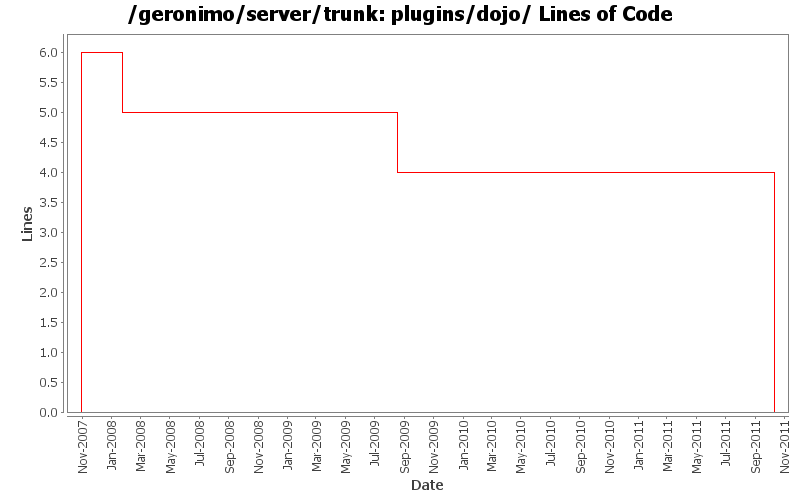 /geronimo/server/trunk: plugins/dojo/ Lines of Code
6.0
5.5
5.0
4.5
4.0
3.5
3.0
2.5
2.0
1.5
1.0
0.5
0.0
Lines
Nov-2007
Jan-2008
Mar-2008
May-2008
Jul-2008
Sep-2008
Nov-2008
Jan-2009
Mar-2009
May-2009
Jul-2009
Sep-2009
Nov-2009
Jan-2010
Mar-2010
May-2010
Jul-2010
Sep-2010
Nov-2010
Jan-2011
Mar-2011
May-2011
Jul-2011
Sep-2011
Nov-2011
Date